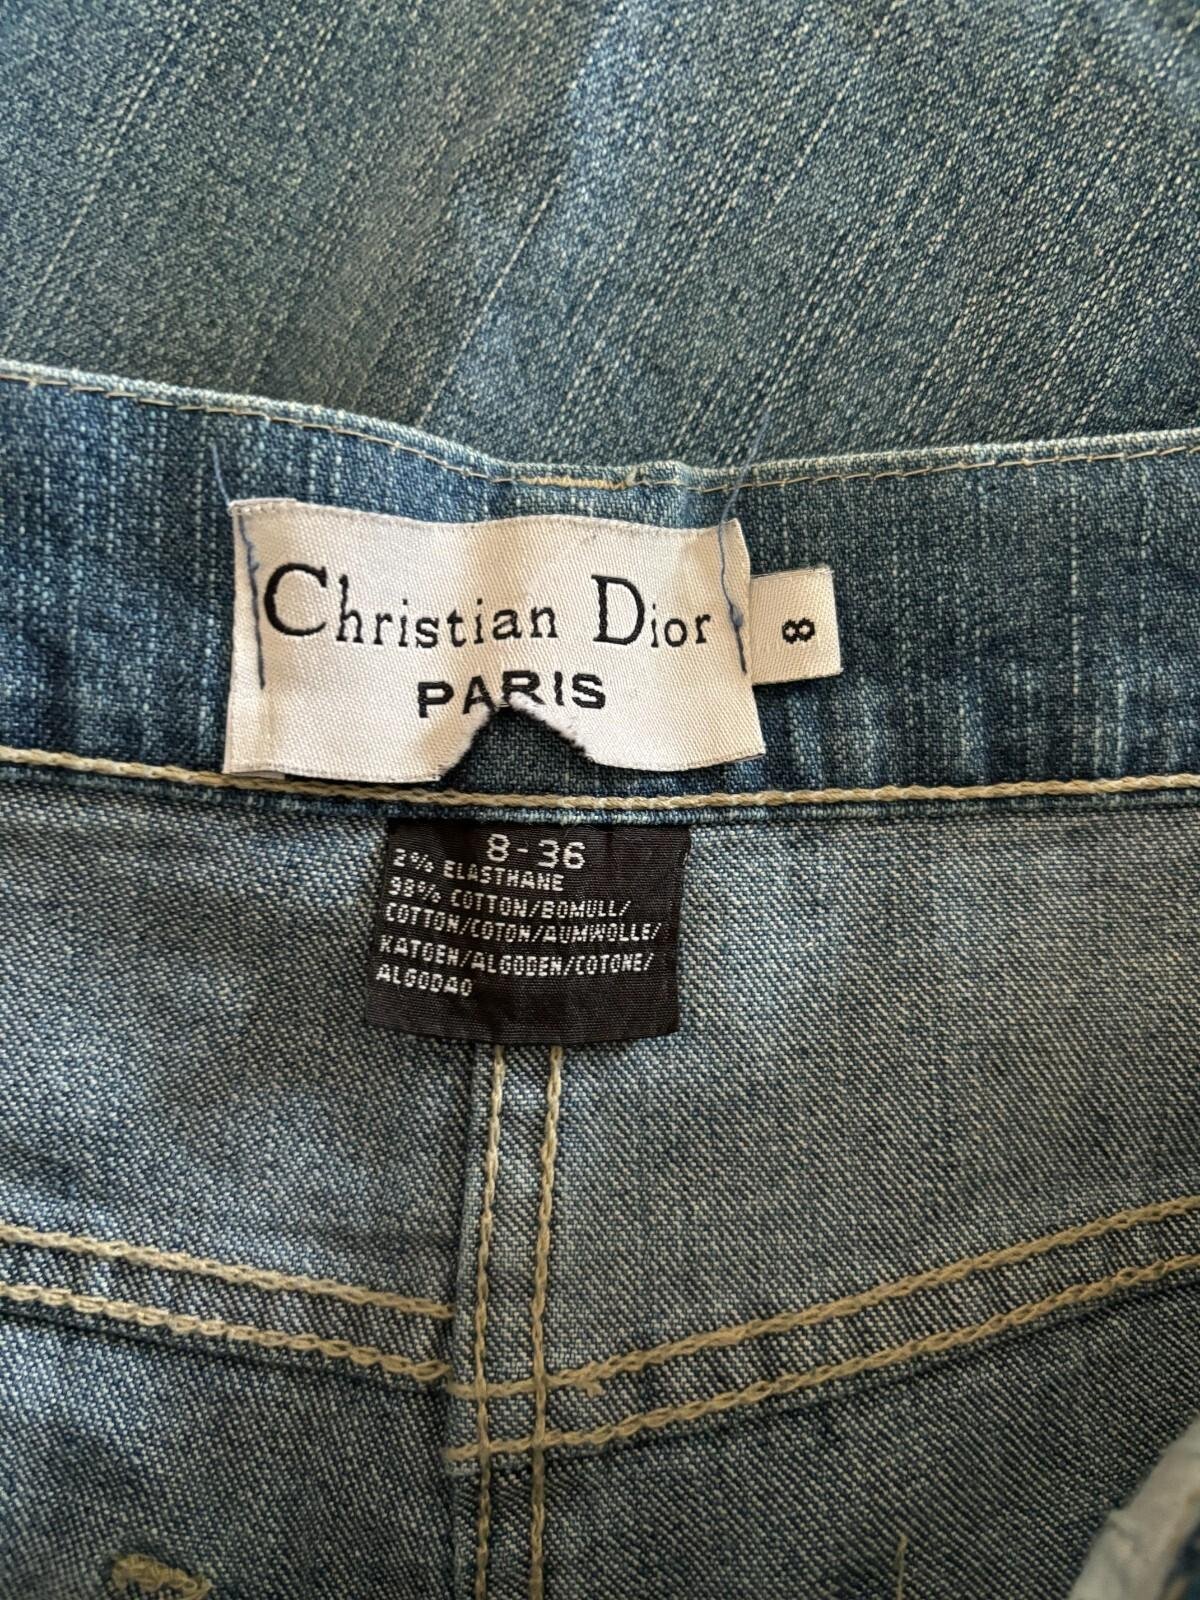 Christian Dior
PARIS
8
8-36
2% ELASTHANE
98% COTTON/BOMULL/
COTTON/COTON/AUMWOLLE/
KATOEN/ALGODEN/COTONE/
ALGODAO